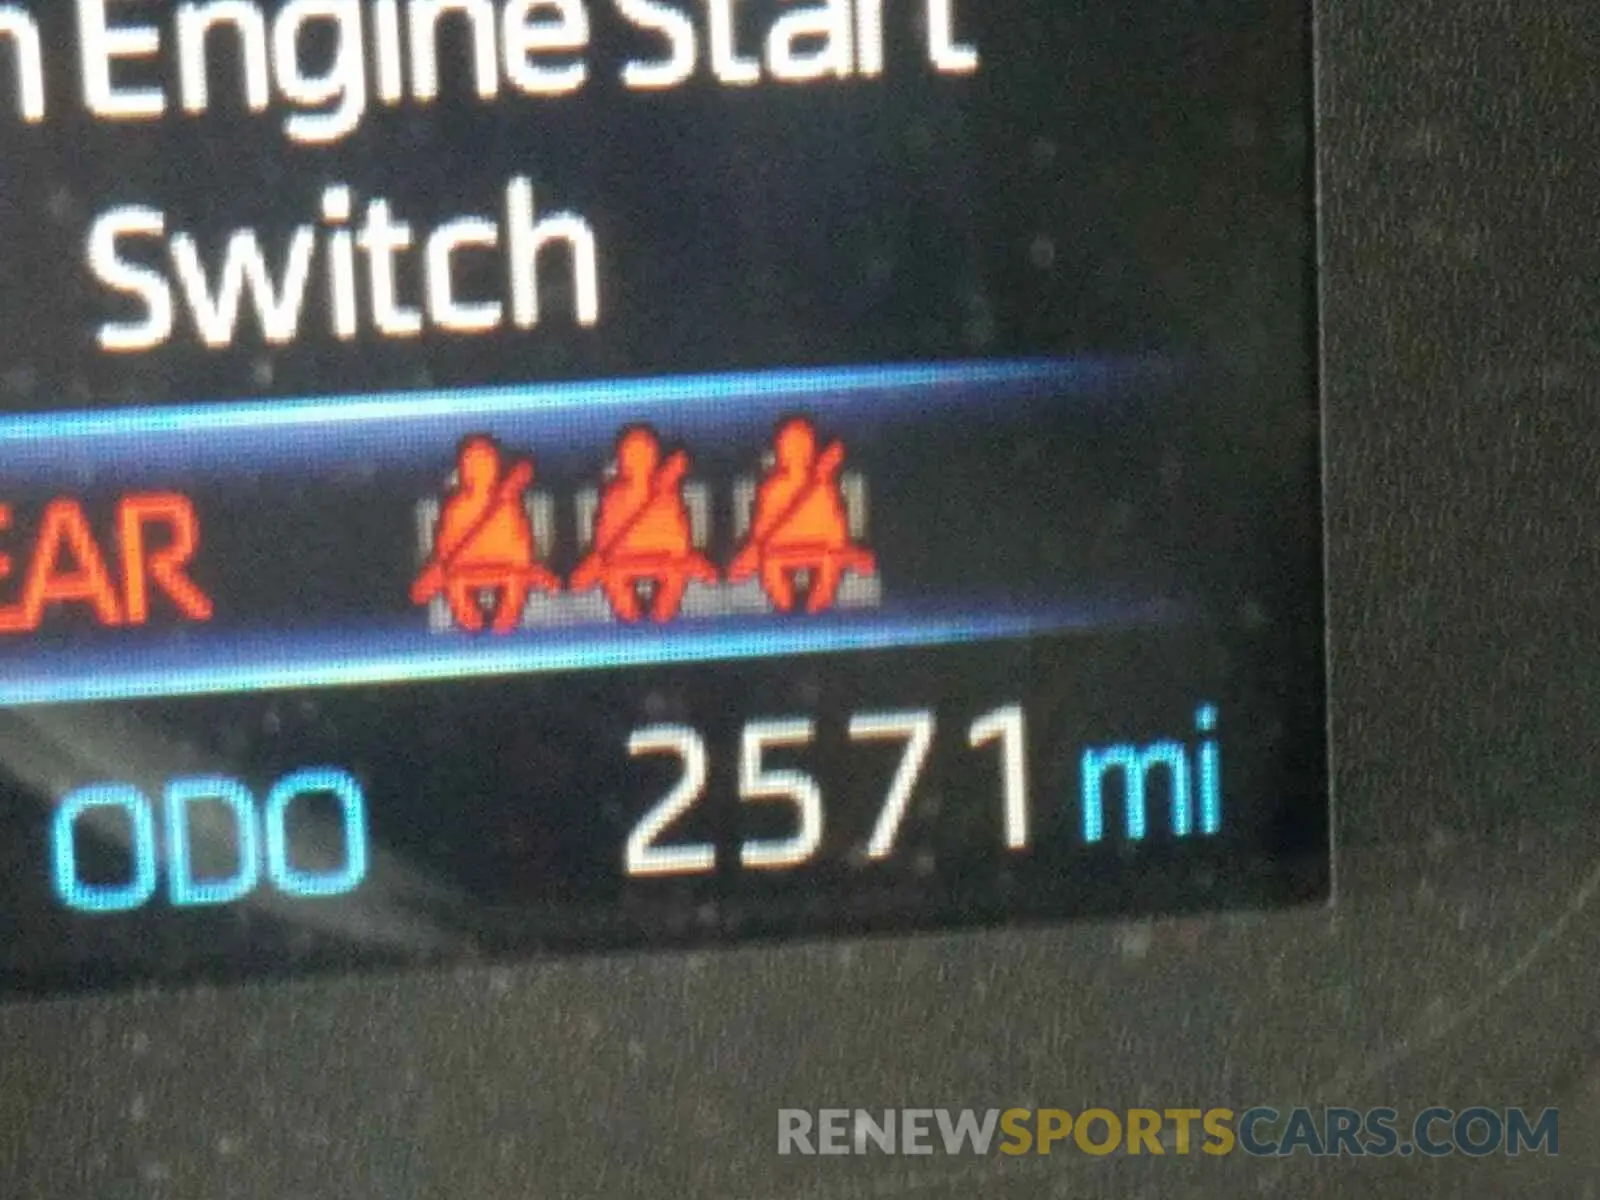 Engine Start
Switch
EAR
ODO 2571 mi
RENEWSPORTSCARS.COM